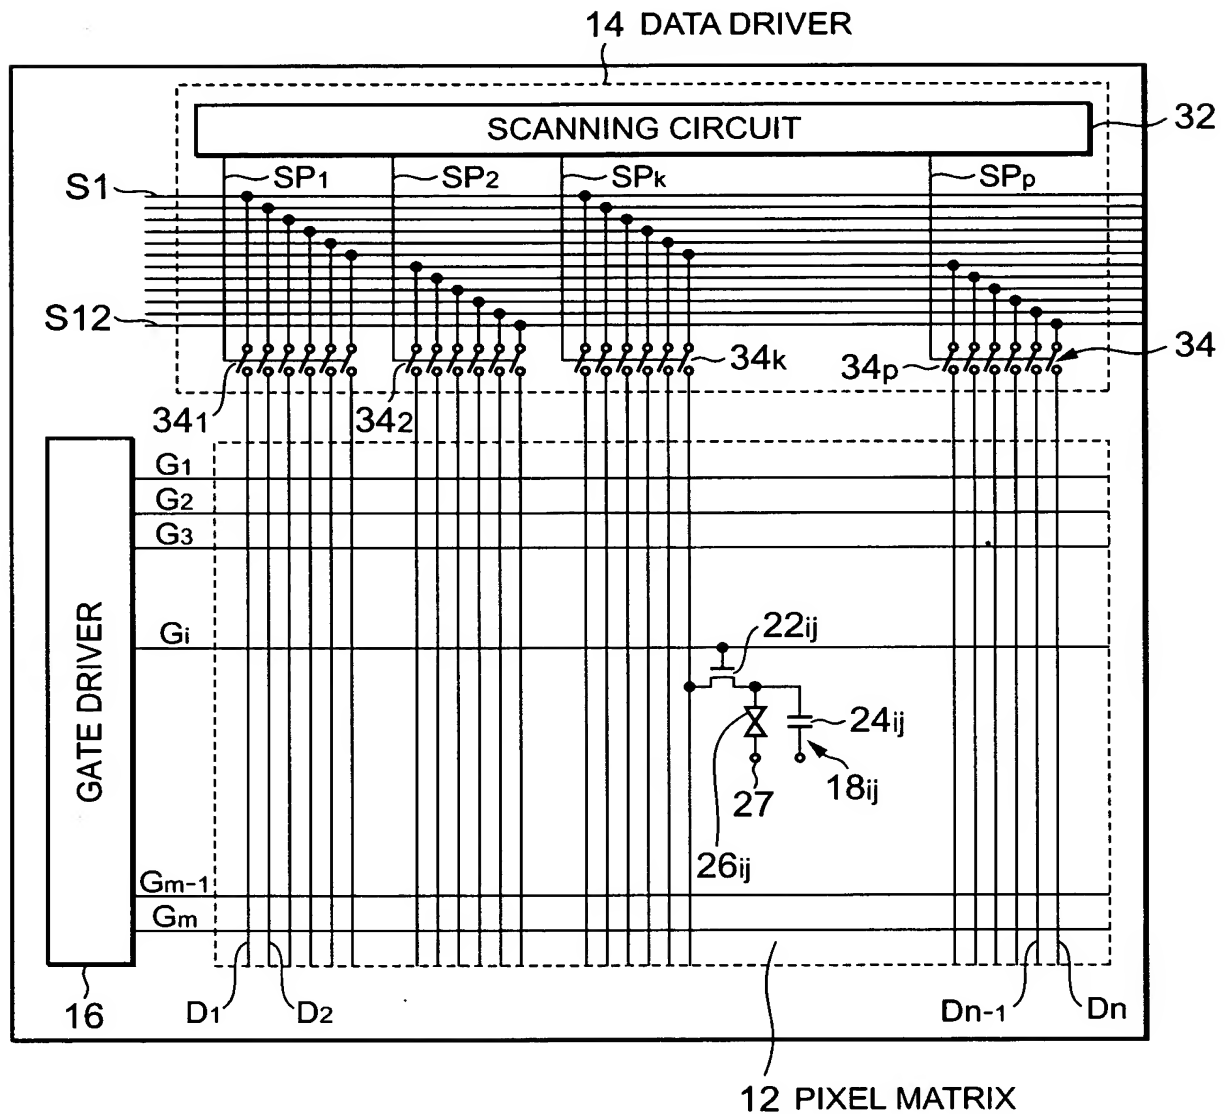 14 DATA DRIVER
SCANNING CIRCUIT
32
SP1
SP2
SPk
SPp
S1
S12
341
342
34k
34p
34
G1
G2
G3
Gi
22ij
24ij
18ij
27
26ij
GATE DRIVER
Gm-1
Gm
16
D1
D2
Dn-1
Dn
12 PIXEL MATRIX